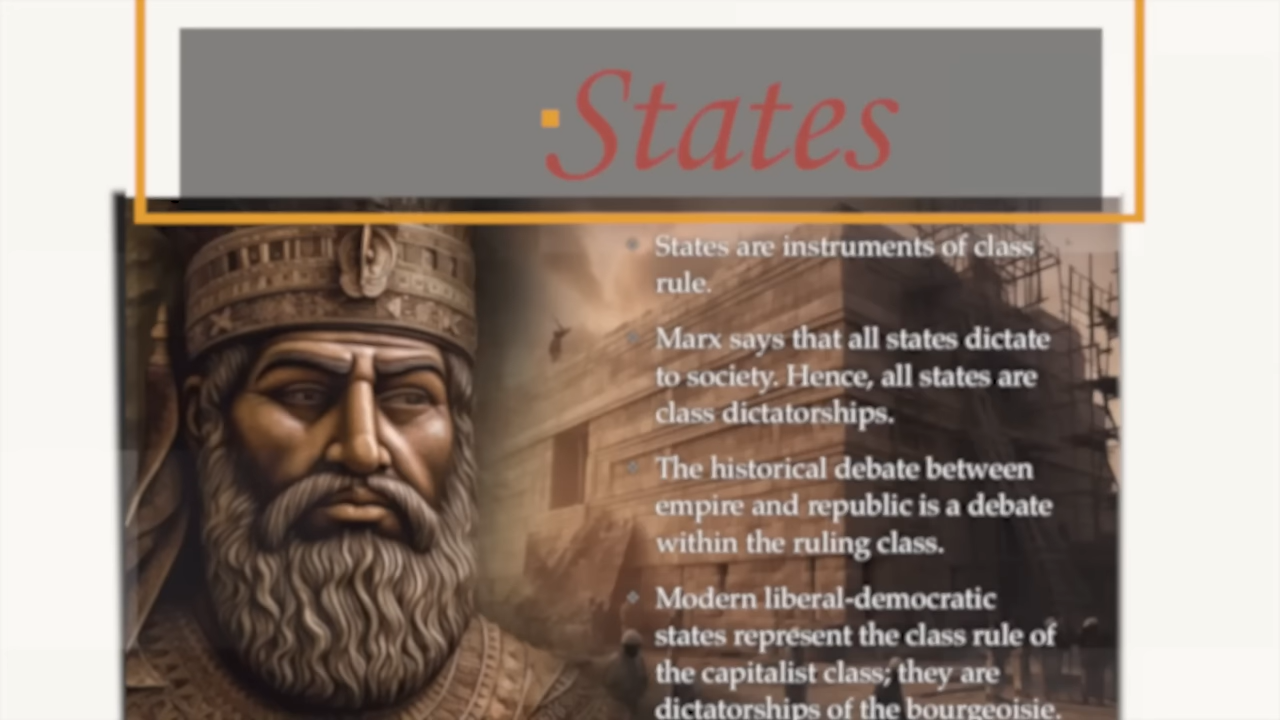 States
States are instruments of class
rule.
Marx says that all states dictate
to society. Hence, all states are
class dictatorships.
The historical debate between
empire and republic is a debate
within the ruling class.
Modern liberal-democratic
states represent the class rule of
the capitalist class; they are
dictatorships of the bourgeoisie.